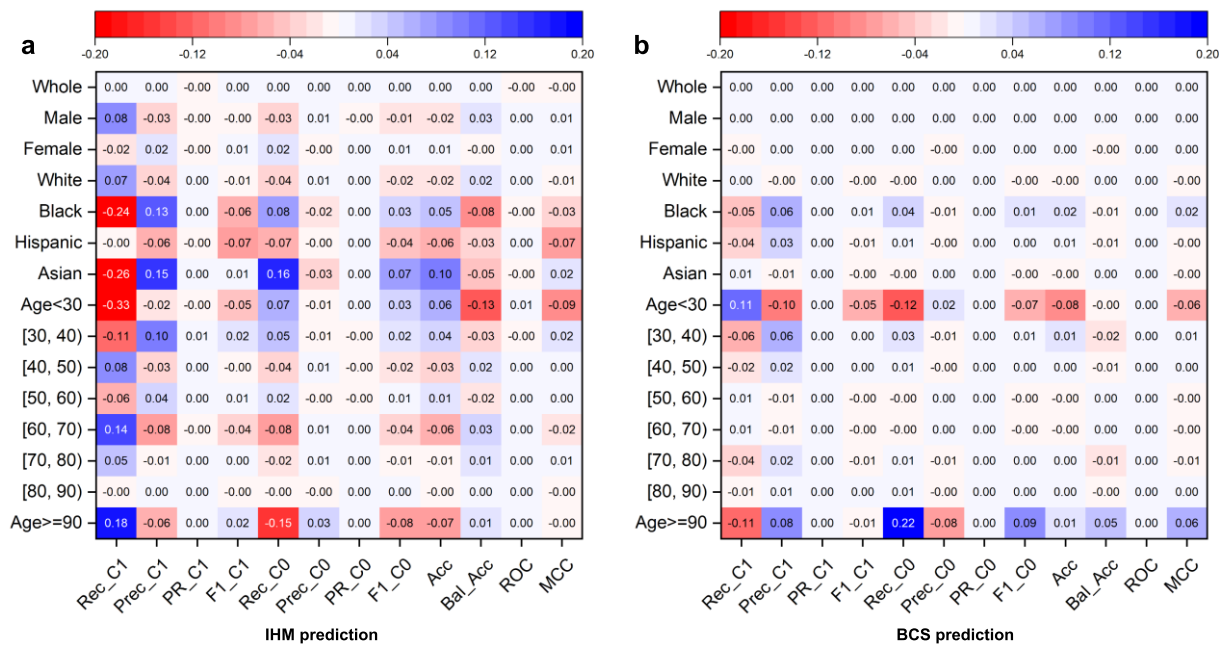 a
-0.20 -0.12 -0.04 0.04 0.12 0.20
Whole 0.00 0.00 -0.00 0.00 0.00 0.00 0.00 0.00 0.00 0.00 -0.00 -0.00
Male 0.08 -0.03 -0.00 -0.00 -0.03 0.01 -0.00 -0.01 -0.02 0.03 0.00 0.01
Female -0.02 0.02 -0.00 0.01 0.02 -0.00 0.00 0.01 0.01 -0.00 0.00 0.01
White 0.07 -0.04 0.00 -0.01 -0.04 0.01 0.00 -0.02 -0.02 0.02 0.00 -0.01
Black -0.24 0.13 0.00 -0.06 0.08 -0.02 0.00 0.03 0.05 -0.08 -0.00 -0.03
Hispanic -0.00 -0.06 -0.00 -0.07 -0.07 -0.00 0.00 -0.04 -0.06 -0.03 0.00 -0.07
Asian -0.26 0.15 0.00 0.01 0.16 -0.03 0.00 0.07 0.10 -0.05 -0.00 0.02
Age<30 -0.33 -0.02 -0.00 -0.05 0.07 -0.01 0.00 0.03 0.06 -0.13 0.01 -0.09
[30, 40) -0.11 0.10 0.01 0.02 0.05 0.01 -0.00 0.02 0.04 -0.03 -0.00 0.02
[40, 50) 0.08 -0.03 0.00 -0.00 -0.04 0.01 -0.00 -0.02 -0.03 0.02 0.00 0.00
[50, 60) -0.06 0.04 0.00 0.01 0.02 -0.00 -0.00 0.01 0.01 -0.02 0.00 0.00
[60, 70) 0.14 -0.08 -0.00 -0.04 -0.08 0.01 0.00 -0.04 -0.06 0.03 0.00 -0.02
[70, 80) 0.05 -0.01 0.00 0.00 -0.02 0.01 0.00 -0.01 -0.01 0.01 0.00 0.01
[80, 90) -0.00 0.00 0.00 -0.00 -0.00 -0.00 0.00 0.00 -0.00 0.00 0.00 -0.00
Age>=90 0.18 -0.06 0.00 0.02 -0.15 0.03 0.00 -0.08 -0.07 0.01 0.00 -0.00
Rec_C1 Prec_C1 PR_C1 F1_C1 Rec_C0 Prec_C0 PR_C0 F1_C0 Acc Bal_Acc ROC MCC
IHM prediction
b
-0.20 -0.12 -0.04 0.04 0.12 0.20
Whole 0.00 0.00 0.00 0.00 0.00 0.00 0.00 0.00 0.00 0.00 0.00 0.00
Male 0.00 0.00 0.00 0.00 0.00 0.00 0.00 0.00 0.00 0.00 0.00 0.00
Female -0.00 0.00 0.00 0.00 0.00 -0.00 0.00 0.00 0.00 -0.00 0.00 0.00
White 0.00 -0.00 0.00 -0.00 -0.00 0.00 0.00 -0.00 -0.00 0.00 0.00 -0.00
Black -0.05 0.06 0.00 0.01 0.04 -0.01 0.00 0.01 0.02 -0.01 0.00 0.02
Hispanic -0.04 0.03 0.00 -0.01 0.01 -0.00 0.00 0.00 0.01 -0.01 0.00 -0.00
Asian 0.01 -0.01 0.00 0.00 -0.00 0.00 0.00 -0.00 -0.00 0.00 0.00 -0.00
Age<30 0.11 -0.10 0.00 -0.05 -0.12 0.02 0.00 -0.07 -0.08 -0.00 0.00 -0.06
[30, 40) -0.06 0.06 0.00 -0.00 0.03 -0.01 0.00 0.01 0.01 -0.02 0.00 0.01
[40, 50) -0.02 0.02 0.00 0.00 0.01 -0.00 0.00 0.00 0.00 -0.01 0.00 0.00
[50, 60) 0.01 -0.01 0.00 -0.00 -0.01 0.00 0.00 -0.00 -0.00 0.00 0.00 -0.00
[60, 70) 0.01 -0.01 0.00 -0.00 -0.00 0.00 0.00 -0.00 -0.00 0.00 0.00 -0.00
[70, 80) -0.04 0.02 0.00 -0.01 0.01 -0.01 0.00 0.00 0.00 -0.01 0.00 -0.01
[80, 90) -0.01 0.01 0.00 -0.00 0.01 -0.00 0.00 0.00 0.00 0.00 0.00 -0.00
Age>=90 -0.11 0.08 0.00 -0.01 0.22 -0.08 0.00 0.09 0.01 0.05 0.00 0.06
Rec_C1 Prec_C1 PR_C1 F1_C1 Rec_C0 Prec_C0 PR_C0 F1_C0 Acc Bal_Acc ROC MCC
BCS prediction